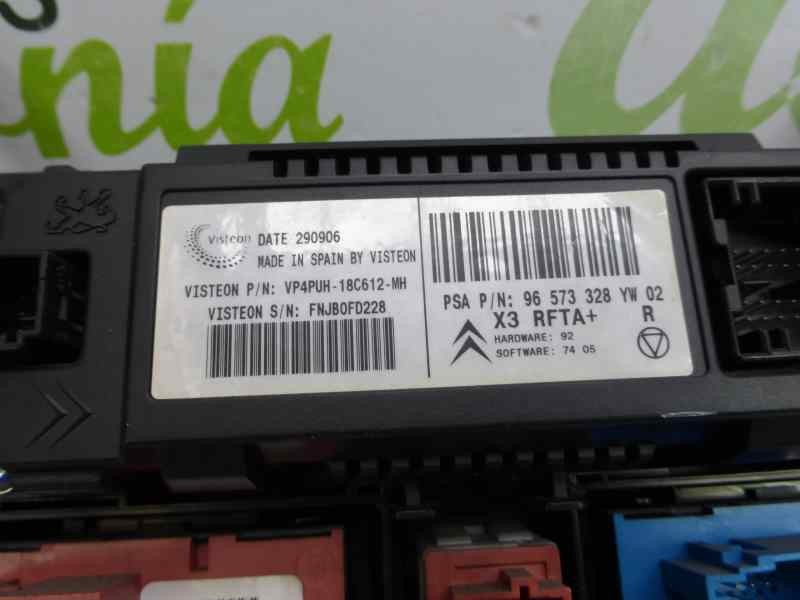 onía
Visteon
DATE 290906
MADE IN SPAIN BY VISTEON
VISTEON P/N: VP4PUH-18C612-MH
VISTEON S/N: FNJB0FD228
PSA P/N: 96 573 328 YW 02
X3 RFTA+ R
HARDWARE: 92
SOFTWARE: 74 05